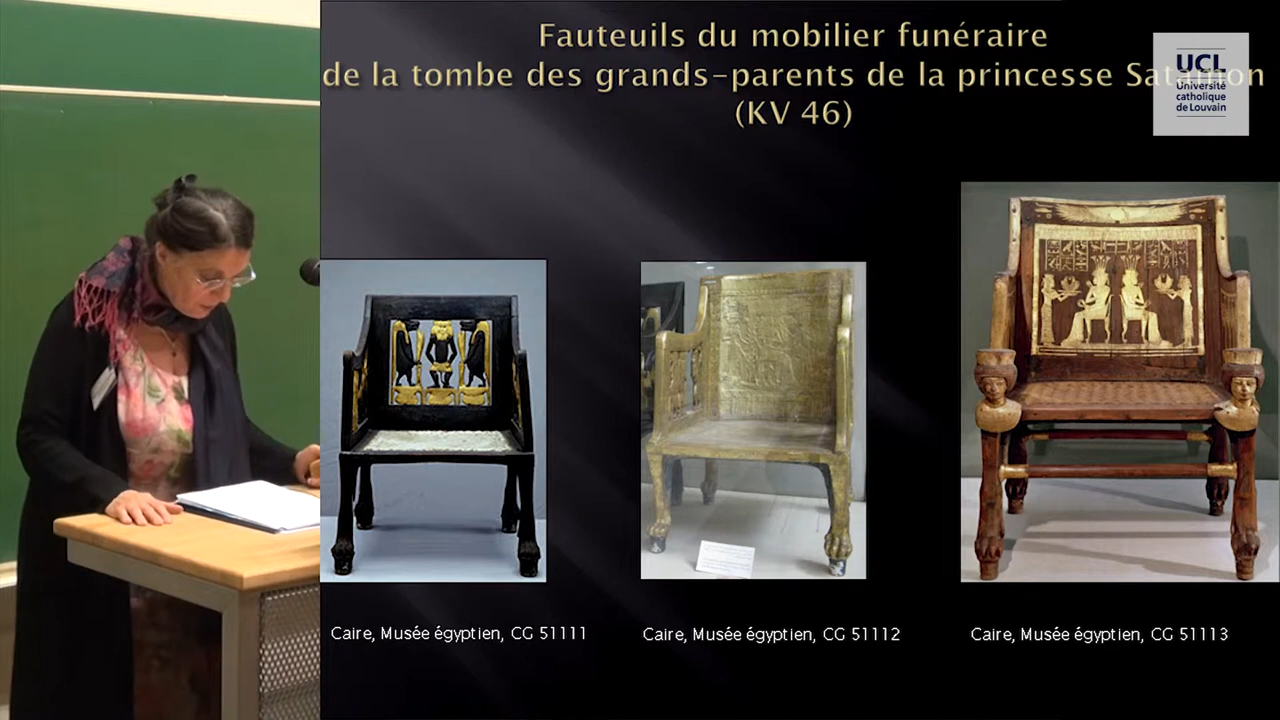 Fauteuils du mobilier funéraire
de la tombe des grands-parents de la princesse Satamon
(KV 46)
UCL
Université
catholique
de Louvain
Caire, Musée égyptien, CG 51111
Caire, Musée égyptien, CG 51112
Caire, Musée égyptien, CG 51113